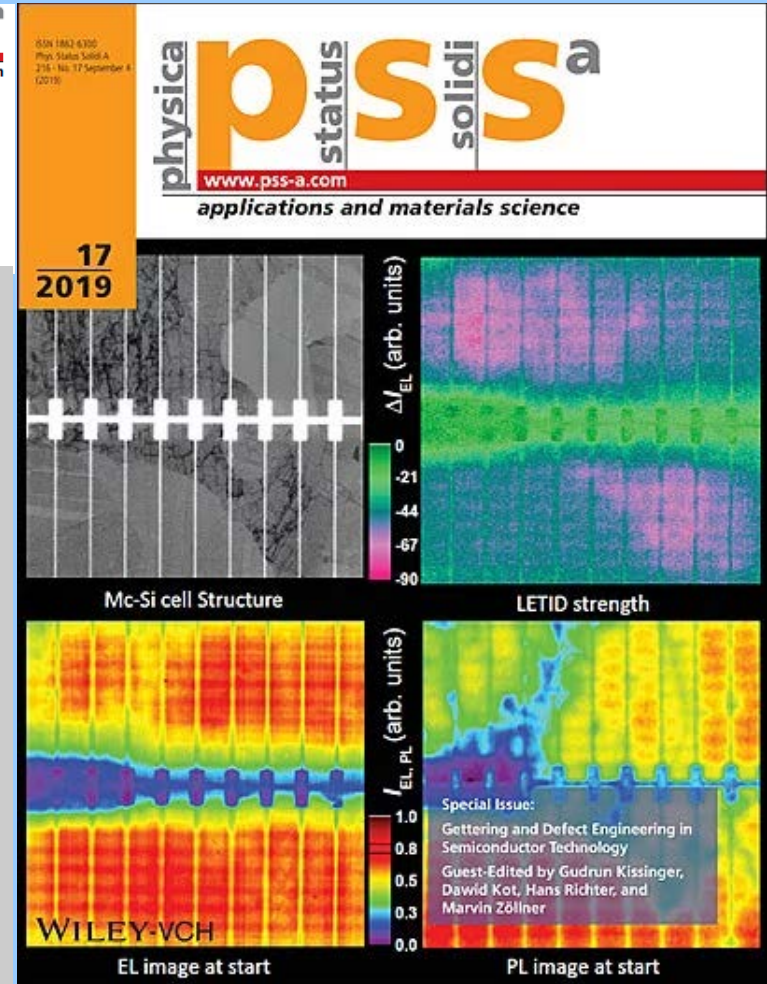 ISSN 1862-6300
Phys. Status Solidi A
216 · No. 17 September 4
(2019)
physica
status
solidi
pssa
www.pss-a.com
applications and materials science
17
2019
ΔI_EL (arb. units)
0
-21
-44
-67
-90
Mc-Si cell Structure
LETID strength
I_EL,PL (arb. units)
1.0
0.8
0.5
0.3
0.0
Special Issue:
Gettering and Defect Engineering in
Semiconductor Technology
Guest-Edited by Gudrun Kissinger,
Dawid Kot, Hans Richter, and
Marvin Zöllner
WILEY-VCH
EL image at start
PL image at start